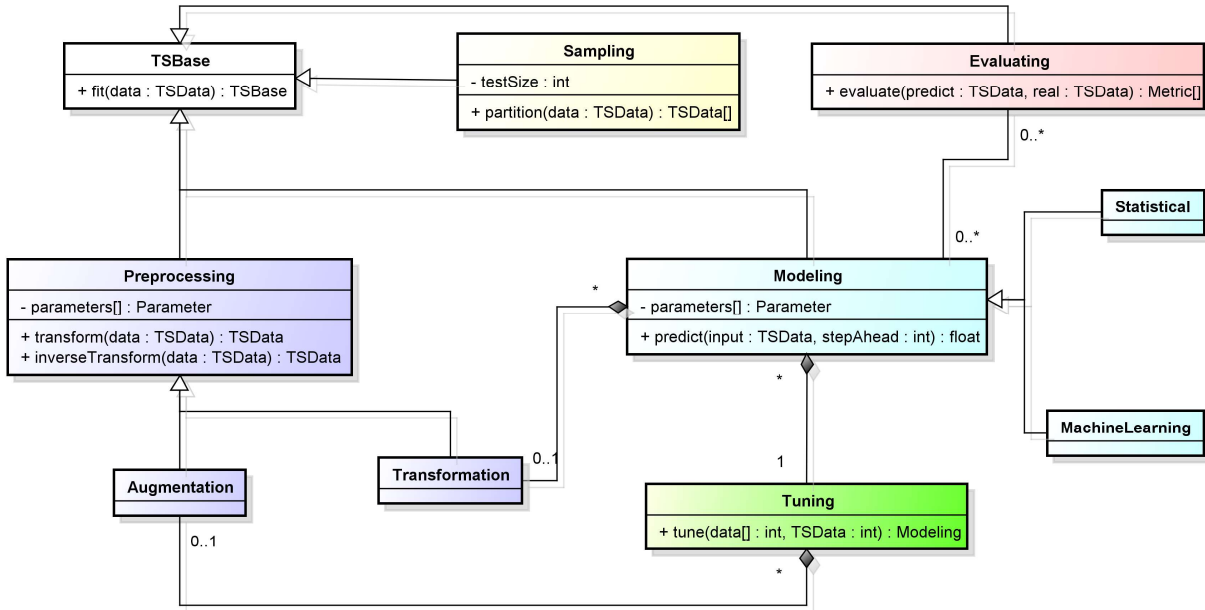 TSBase
+ fit(data : TSData) : TSBase
Sampling
- testSize : int
+ partition(data : TSData) : TSData[]
Evaluating
+ evaluate(predict : TSData, real : TSData) : Metric[]
0..*
0..*
Statistical
Preprocessing
- parameters[] : Parameter
+ transform(data : TSData) : TSData
+ inverseTransform(data : TSData) : TSData
*
Modeling
- parameters[] : Parameter
+ predict(input : TSData, stepAhead : int) : float
*
MachineLearning
0..1
1
Augmentation
Transformation
Tuning
+ tune(data[] : int, TSData : int) : Modeling
0..1
*